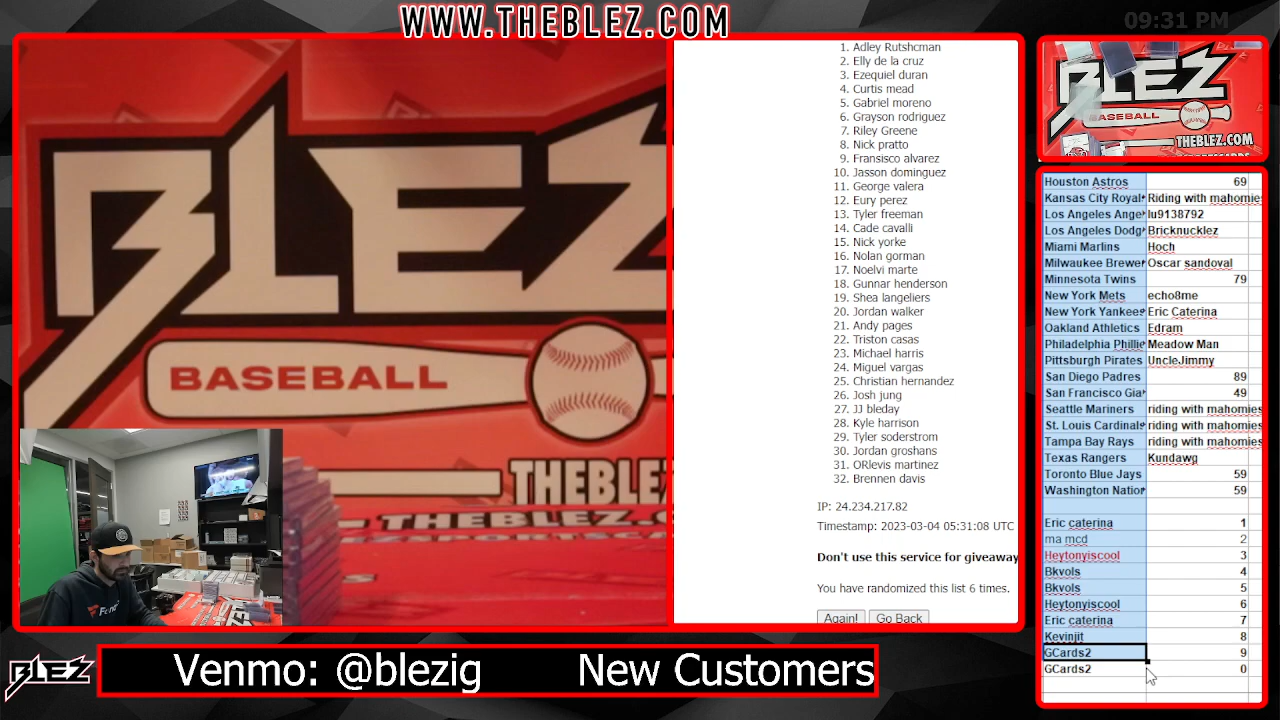 WWW.THEBLEZ.COM
09:31 PM
BLEZ
BASEBALL
THEBLE
1. Adley Rutshcman
2. Elly de la cruz
3. Ezequiel duran
4. Curtis mead
5. Gabriel moreno
6. Grayson rodriguez
7. Riley Greene
8. Nick pratto
9. Fransisco alvarez
10. Jasson dominguez
11. George valera
12. Eury perez
13. Tyler freeman
14. Cade cavalli
15. Nick yorke
16. Nolan gorman
17. Noelvi marte
18. Gunnar henderson
19. Shea langeliers
20. Jordan walker
21. Andy pages
22. Triston casas
23. Michael harris
24. Miguel vargas
25. Christian hernandez
26. Josh jung
27. JJ bleday
28. Kyle harrison
29. Tyler soderstrom
30. Jordan groshans
31. ORlevis martinez
32. Brennen davis
IP: 24.234.217.82
Timestamp: 2023-03-04 05:31:08 UTC
Don't use this service for giveaway
You have randomized this list 6 times.
Again! Go Back
BLEZ
BASEBALL
THEBLEZ.COM
Houston Astros 69
Kansas City Royal Riding with mahomies
Los Angeles Ange lu9138792
Los Angeles Dodg Bricknucklez
Miami Marlins Hoch
Milwaukee Brewer Oscar sandoval
Minnesota Twins 79
New York Mets echo8me
New York Yankees Eric Caterina
Oakland Athletics Edram
Philadelphia Phillie Meadow Man
Pittsburgh Pirates UncleJimmy
San Diego Padres 89
San Francisco Gia 49
Seattle Mariners riding with mahomies
St. Louis Cardinals riding with mahomies
Tampa Bay Rays riding with mahomies
Texas Rangers Kundawg
Toronto Blue Jays 59
Washington Nation 59
Eric caterina 1
ma mcd 2
Heytonyiscool 3
Bkvols 4
Bkvols 5
Heytonyiscool 6
Eric caterina 7
Kevinjit 8
GCards2 9
GCards2 0
BLEZ
Venmo: @blezig New Customers